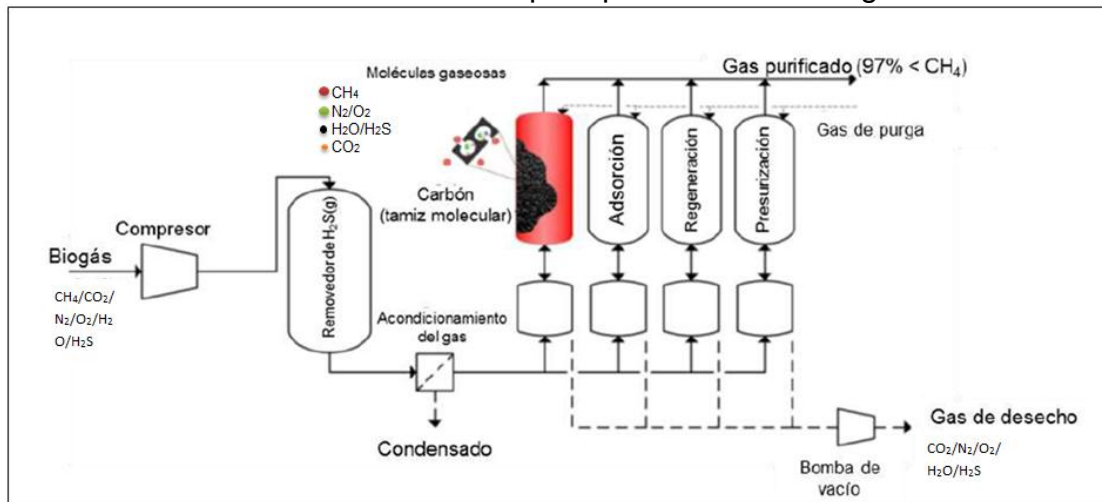 Moléculas gaseosas
CH4
N2/O2
H2O/H2S
CO2
Gas purificado (97% < CH4)
Gas de purga
Carbón
(tamiz molecular)
Adsorción
Regeneración
Presurización
Compresor
Biogás
CH4/CO2/
N2/O2/H2
O/H2S
Removedor de H2S(g)
Acondicionamiento
del gas
Condensado
Gas de desecho
CO2/N2/O2/
H2O/H2S
Bomba de
vacío